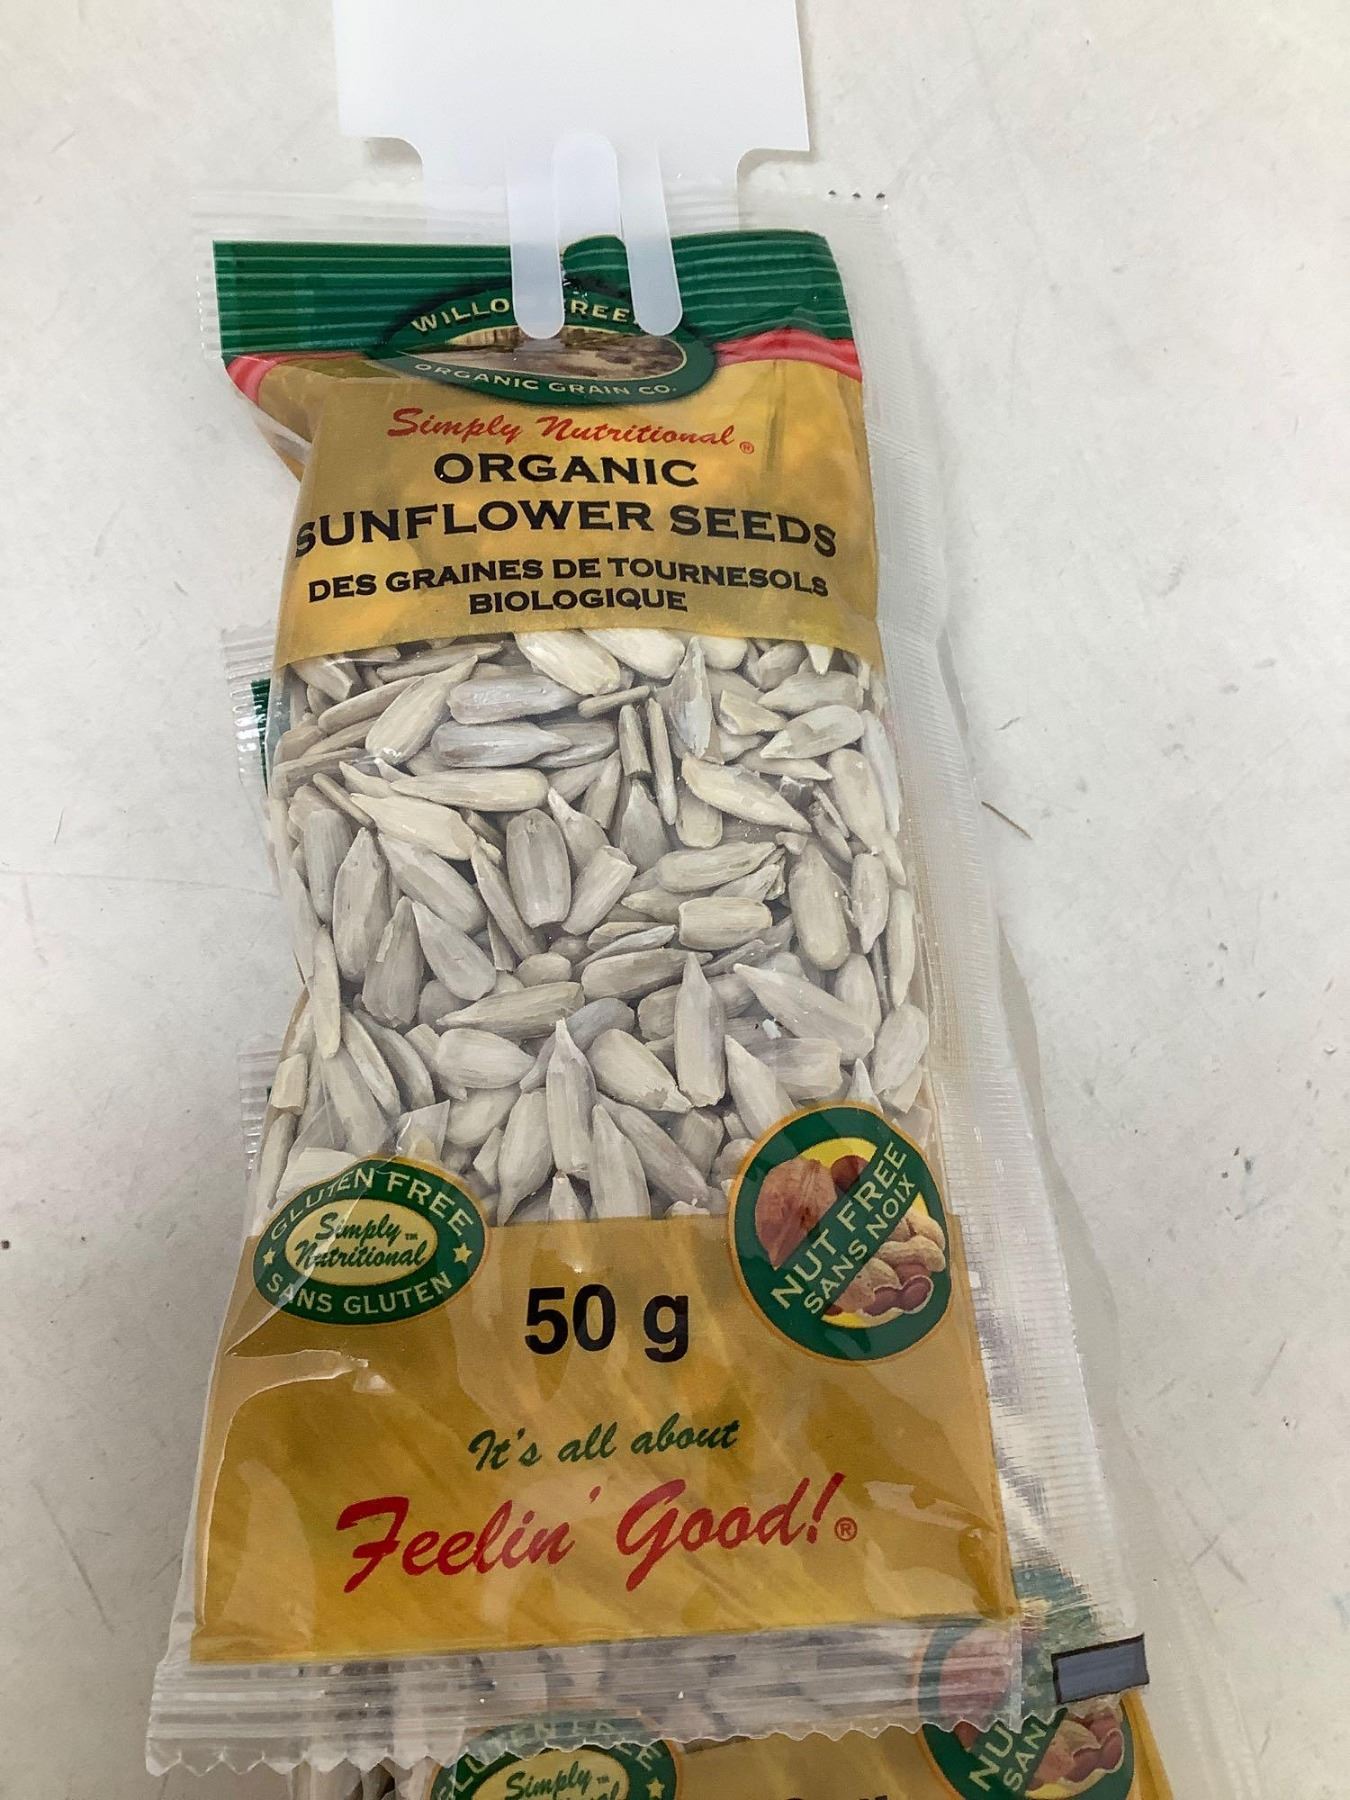 ORGANIC GRAIN CO.
Simply Nutritional®
ORGANIC
SUNFLOWER SEEDS
DES GRAINES DE TOURNESOLS
BIOLOGIQUE
GLUTEN FREE
Simply™
Nutritional
SANS GLUTEN
NUT FREE
SANS NOIX
50 g
It's all about
Feelin' Good!®
Simply